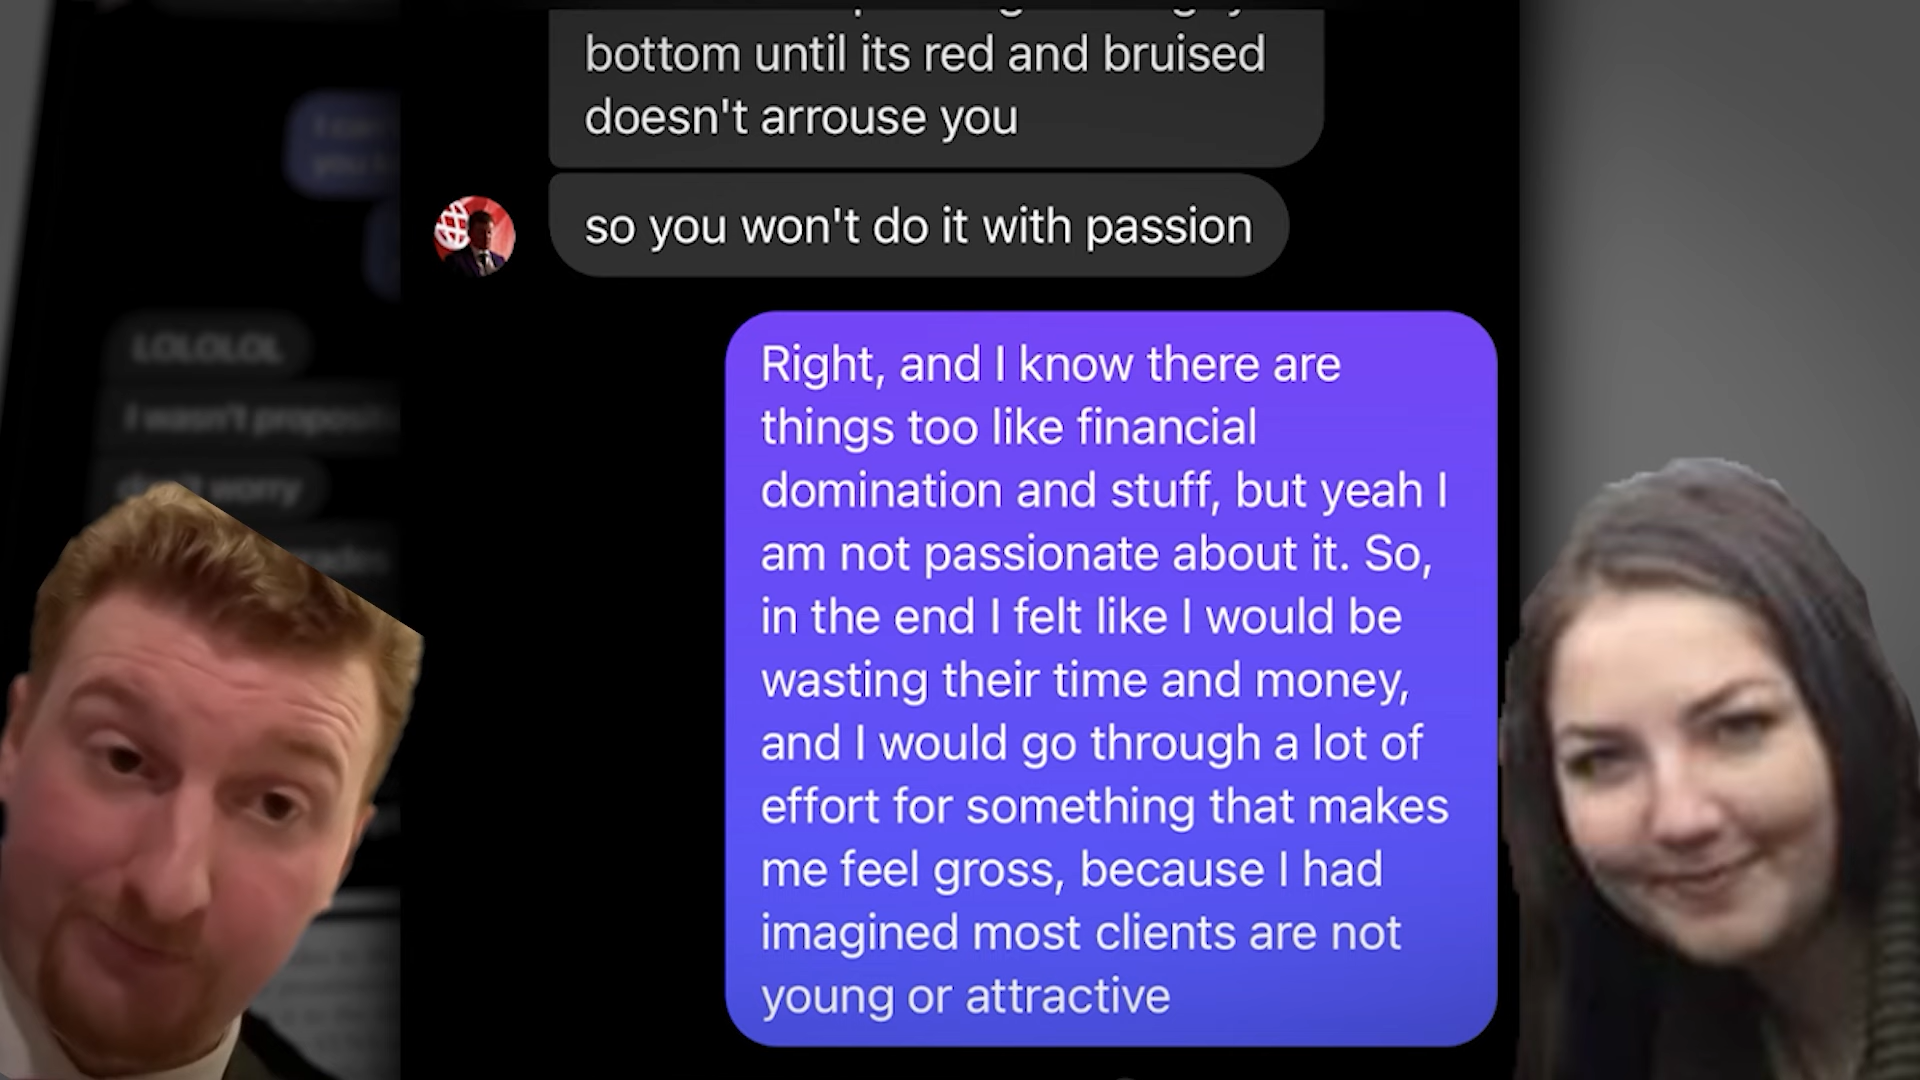 bottom until its red and bruised
doesn't arrouse you
so you won't do it with passion
Right, and I know there are
things too like financial
domination and stuff, but yeah I
am not passionate about it. So,
in the end I felt like I would be
wasting their time and money,
and I would go through a lot of
effort for something that makes
me feel gross, because I had
imagined most clients are not
young or attractive
LOLOLOL
I wasn't
worry